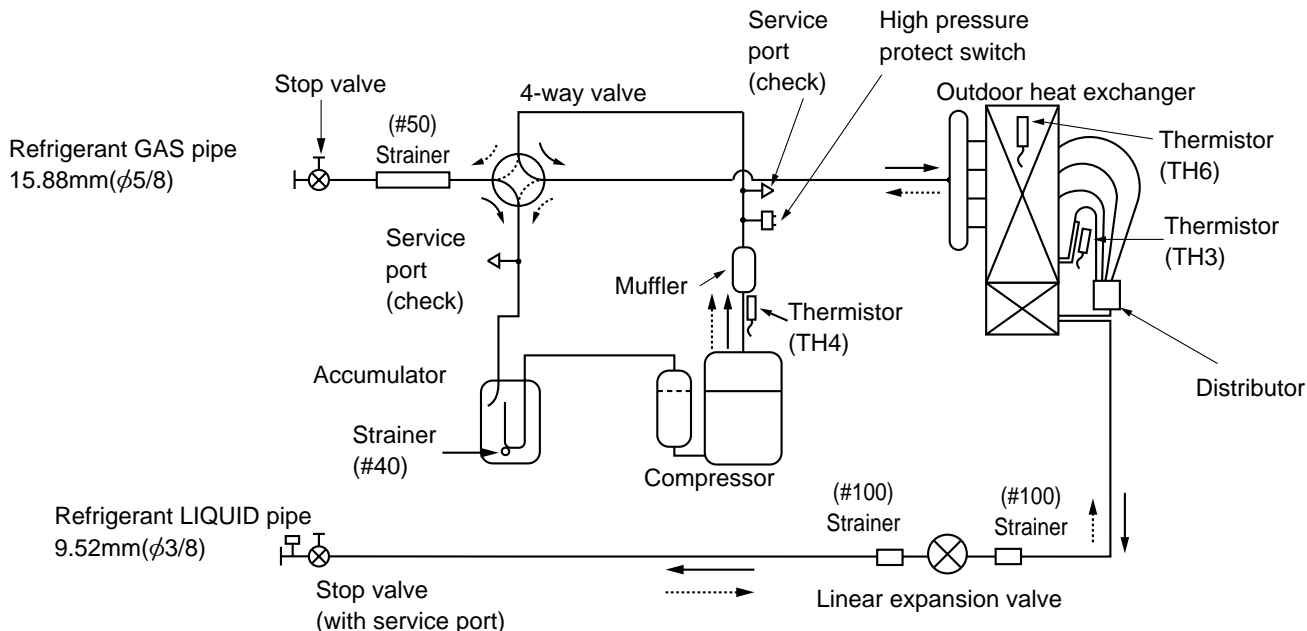 Service
port
(check)
High pressure
protect switch
Stop valve
4-way valve
Outdoor heat exchanger
(#50)
Strainer
Refrigerant GAS pipe
15.88mm(ϕ5/8)
Thermistor
(TH6)
Service
port
(check)
Thermistor
(TH3)
Muffler
Thermistor
(TH4)
Accumulator
Distributor
Strainer
(#40)
Compressor
(#100)
Strainer
(#100)
Strainer
Refrigerant LIQUID pipe
9.52mm(ϕ3/8)
Stop valve
(with service port)
Linear expansion valve